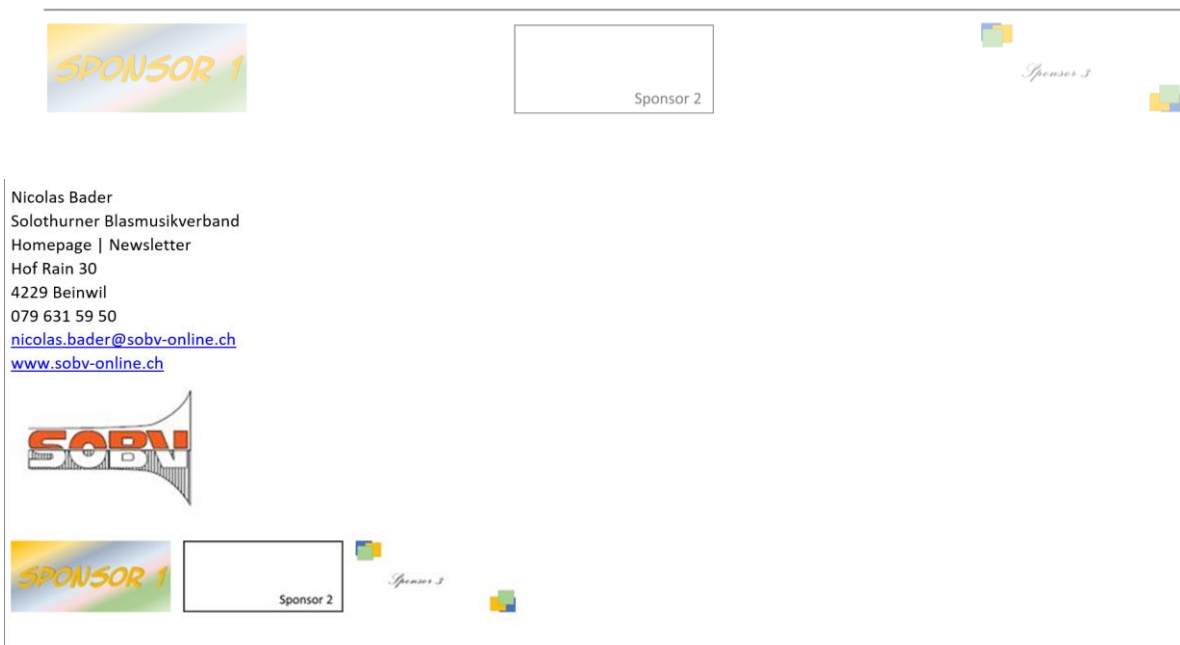 SPONSOR 1
Sponsor 2
Sponsor 3
Nicolas Bader
Solothurner Blasmusikverband
Homepage | Newsletter
Hof Rain 30
4229 Beinwil
079 631 59 50
nicolas.bader@sobv-online.ch
www.sobv-online.ch
SOBV
SPONSOR 1
Sponsor 2
Sponsor 3